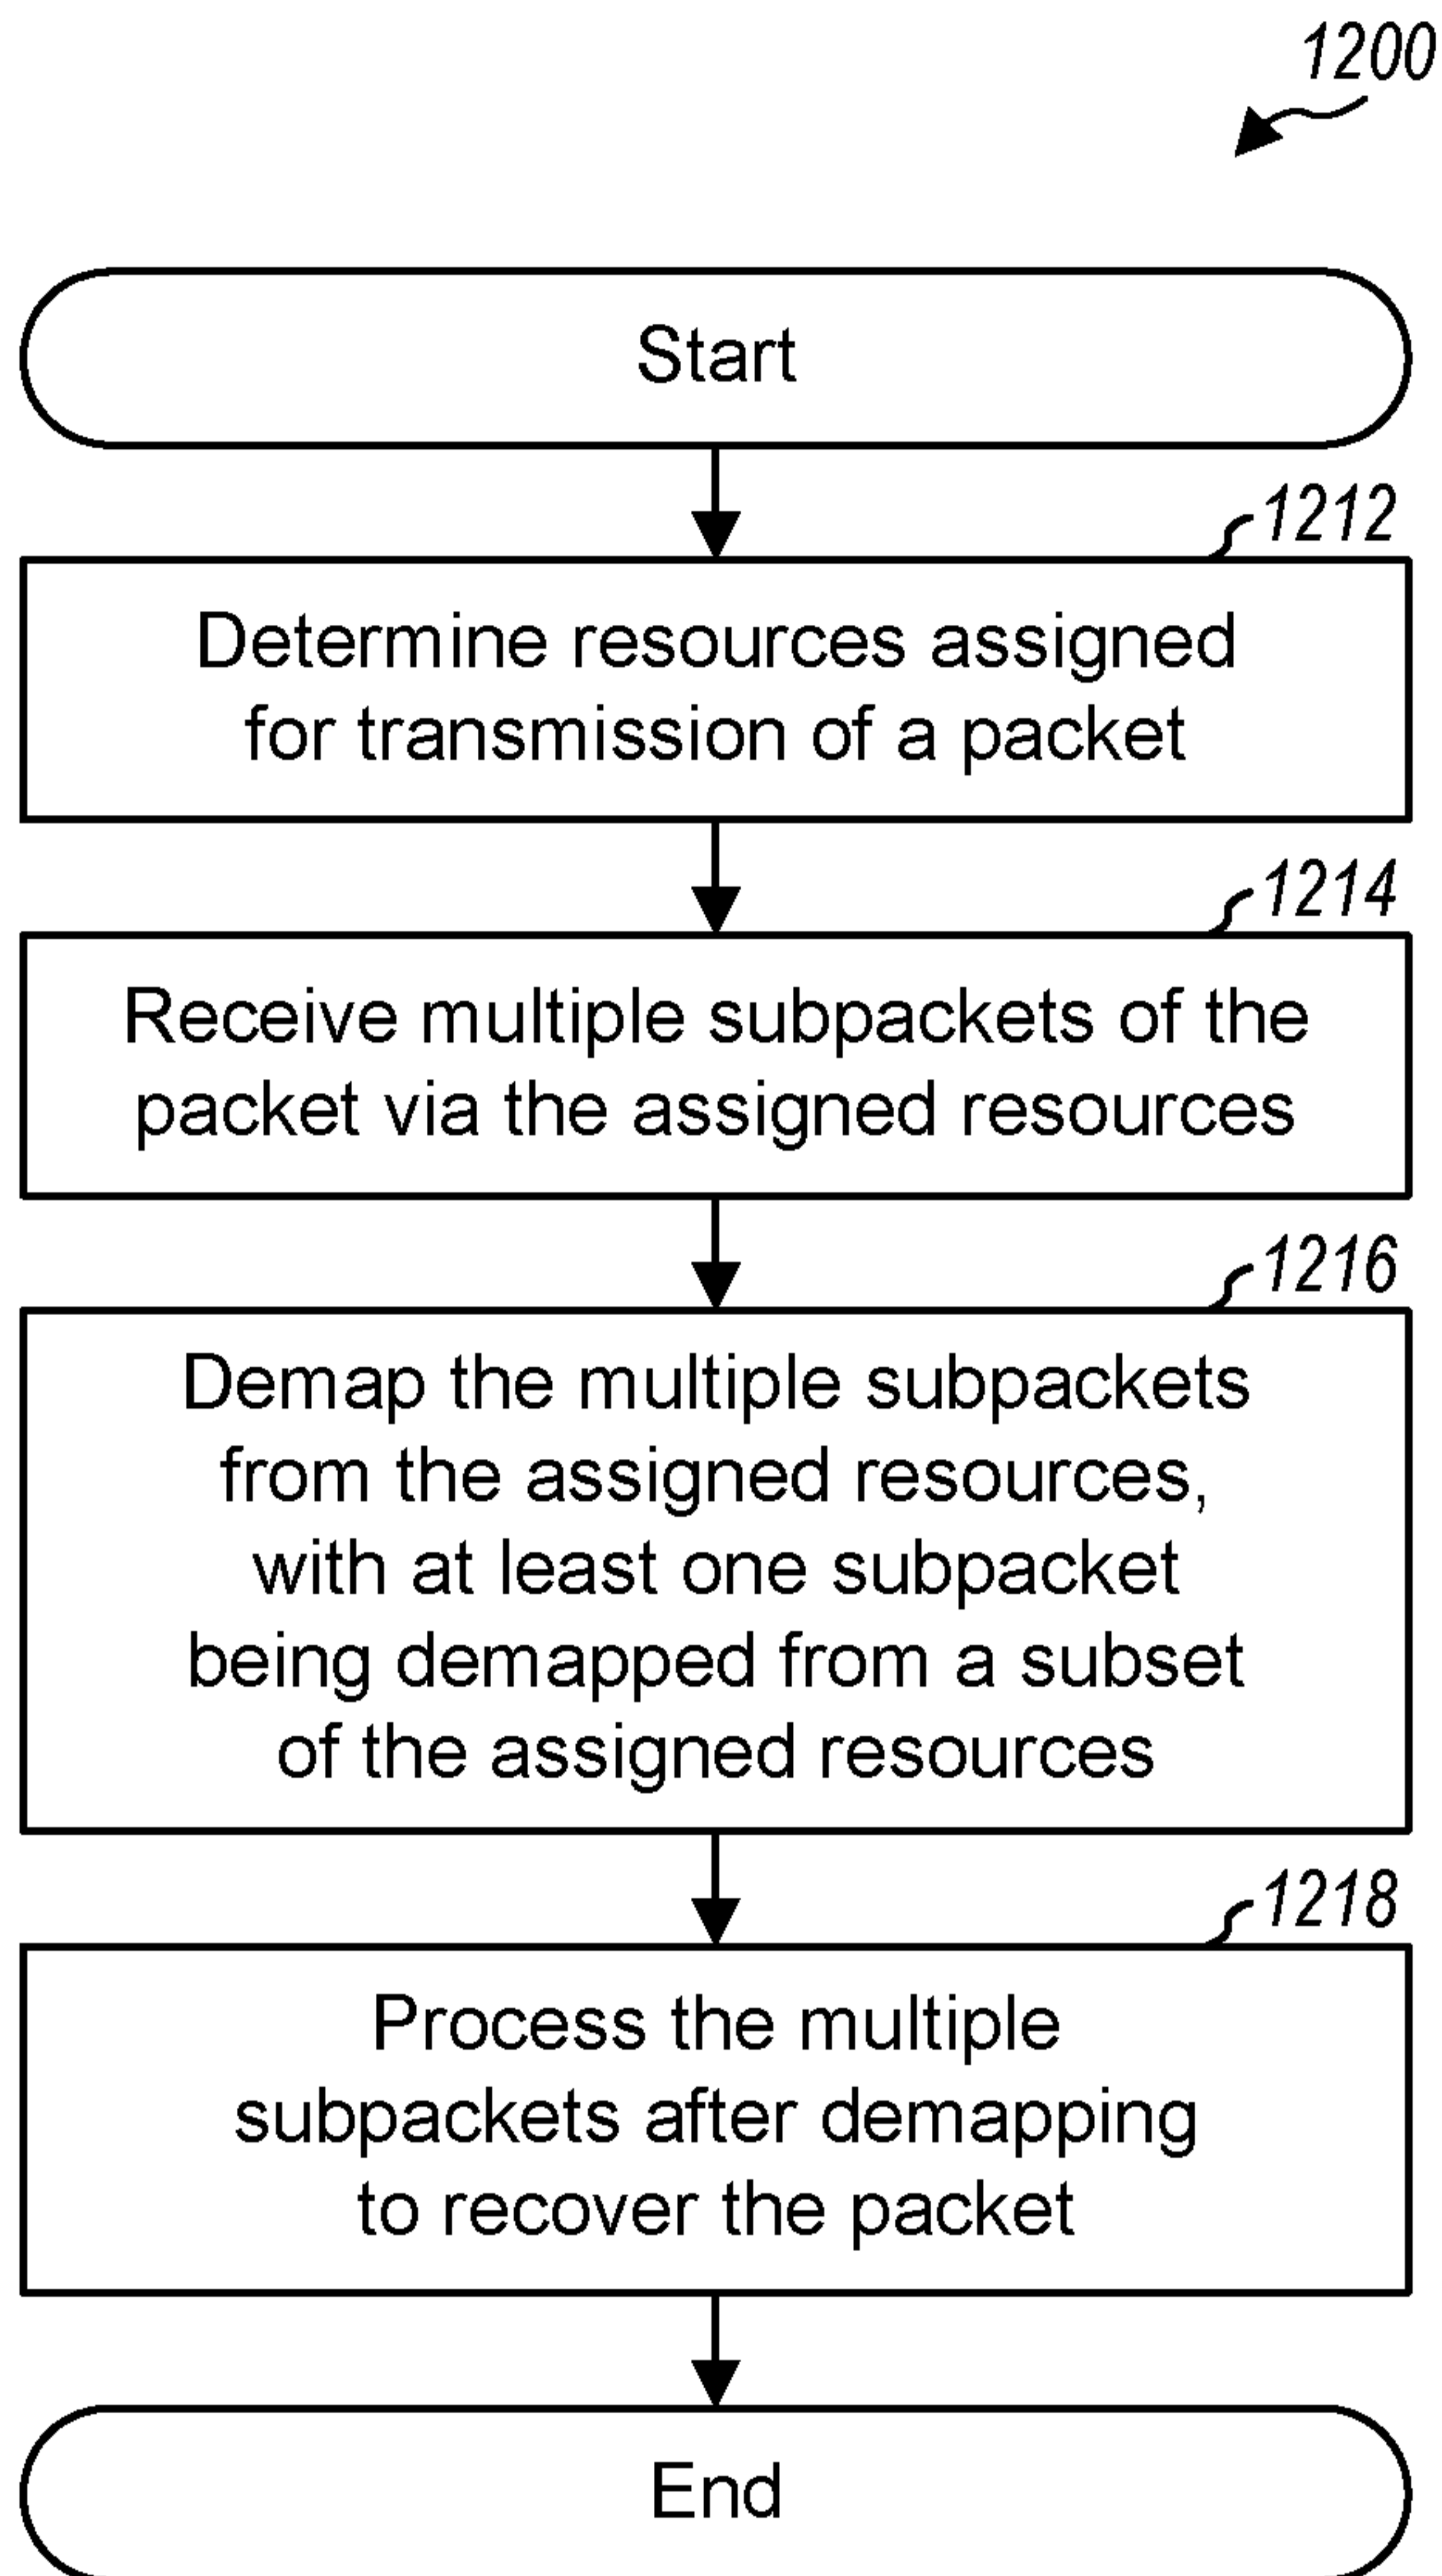 1200
Start
1212
Determine resources assigned
for transmission of a packet
1214
Receive multiple subpackets of the
packet via the assigned resources
1216
Demap the multiple subpackets
from the assigned resources,
with at least one subpacket
being demapped from a subset
of the assigned resources
1218
Process the multiple
subpackets after demapping
to recover the packet
End